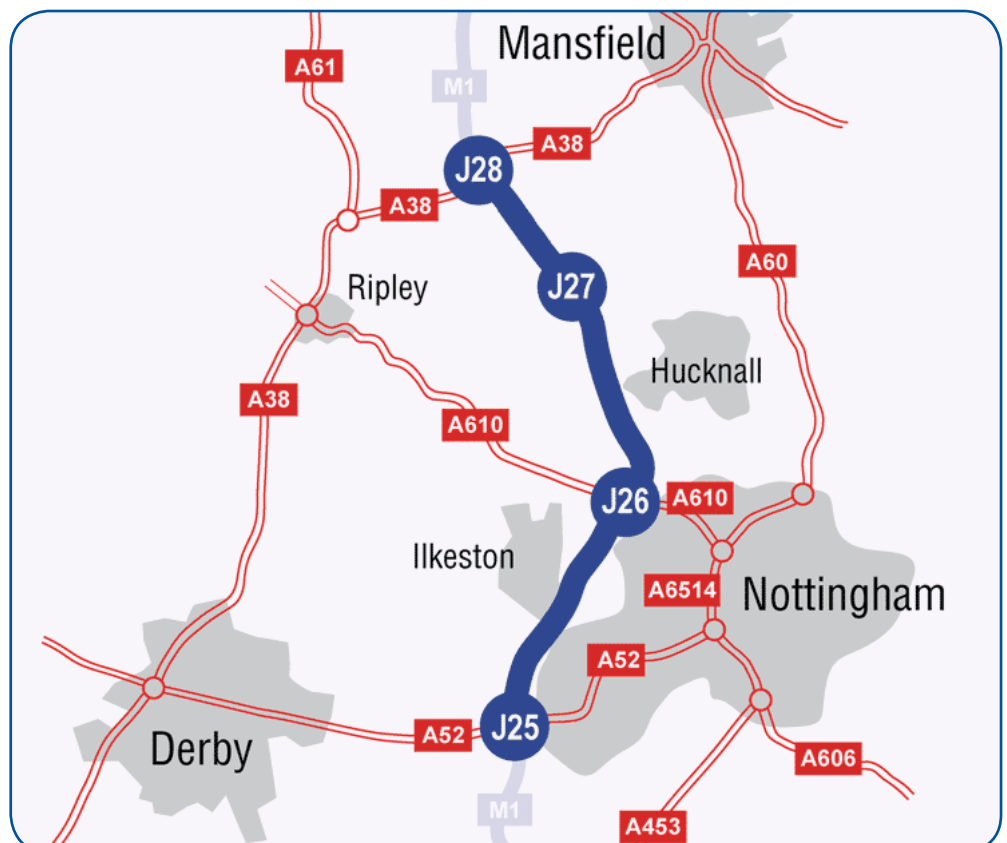 Mansfield
A61
M1
A38
J28
A38
A60
J27
Ripley
Hucknall
A38
A610
J26
A610
Ilkeston
A6514
Nottingham
A52
J25
A52
Derby
A606
M1
A453